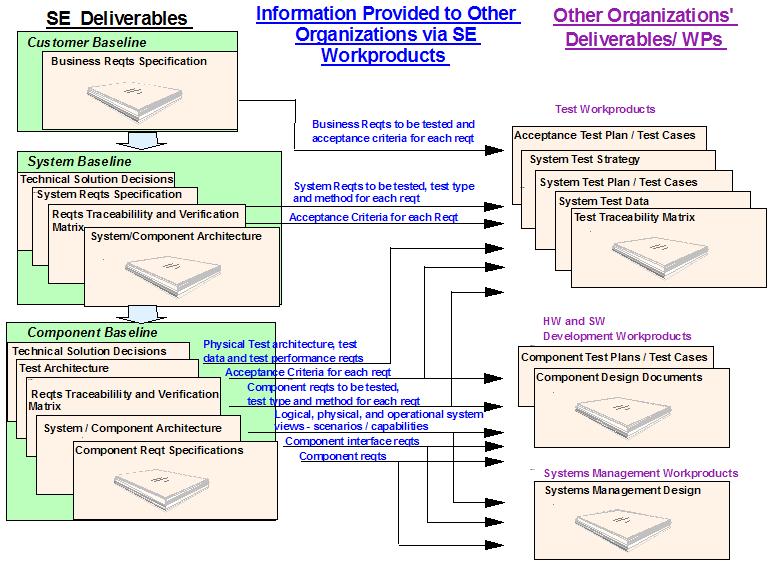 SE Deliverables
Information Provided to Other
Organizations via SE
Workproducts
Other Organizations'
Deliverables/ WPs
Customer Baseline
Business Reqts Specification
System Baseline
Technical Solution Decisions
System Reqts Specification
Reqts Traceabilility and Verification
Matrix
System/Component Architecture
Component Baseline
Technical Solution Decisions
Test Architecture
Reqts Traceabilility and Verification
Matrix
System / Component Architecture
Component Reqt Specifications
Business Reqts to be tested and
acceptance criteria for each reqt
System Reqts to be tested, test type
and method for each reqt
Acceptance Criteria for each Reqt
Physical Test architecture, test
data and test performance reqts
Acceptance Criteria for each reqt
Component reqts to be tested,
test type and method for each reqt
Logical, physical, and operational system
views - scenarios / capabilities
Component interface reqts
Component reqts
Test Workproducts
Acceptance Test Plan / Test Cases
System Test Strategy
System Test Plan / Test Cases
System Test Data
Test Traceability Matrix
HW and SW
Development Workproducts
Component Test Plans / Test Cases
Component Design Documents
Systems Management Workproducts
Systems Management Design